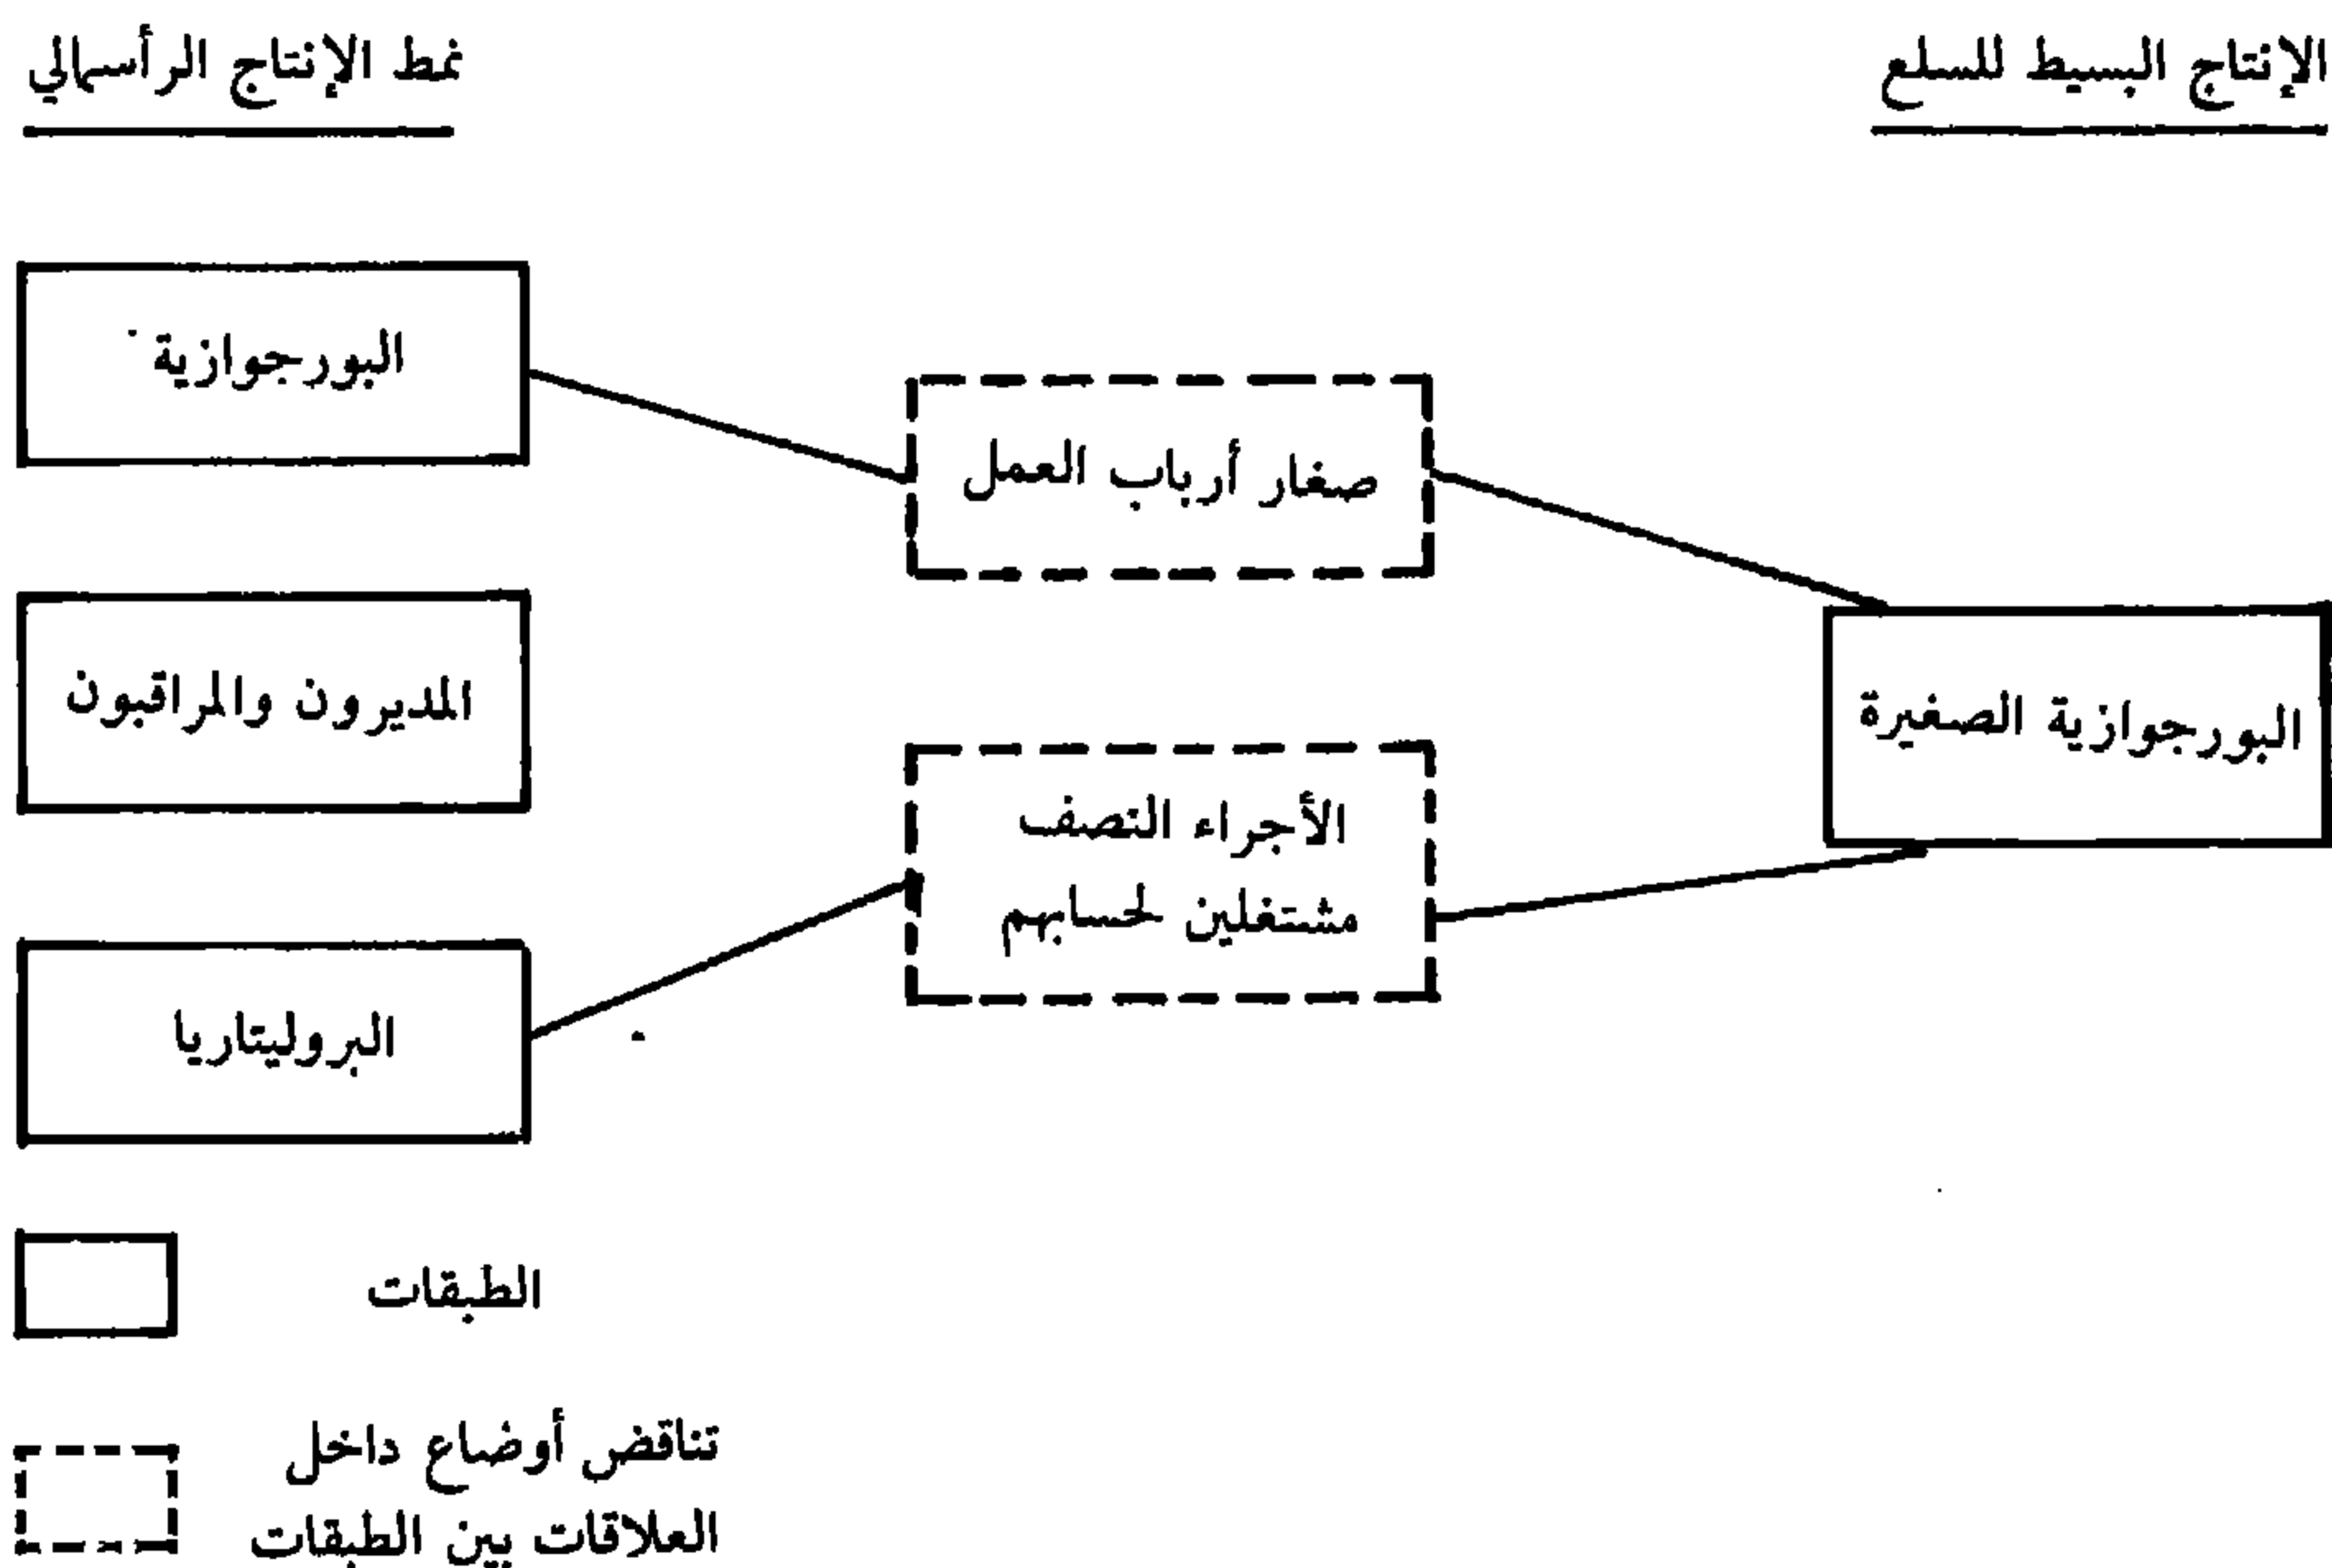 الإنتاج البسيط للسلع
نمط الإنتاج الرأسمالي
البورجوازية
صغار أرباب العمل
المديرون والمراقبون
البورجوازية الصغيرة
الأجراء النصف
مشتغلين لحسابهم
البروليتاريا
الطبقات
تناقض أوضاع داخل
العلاقات بين الطبقات